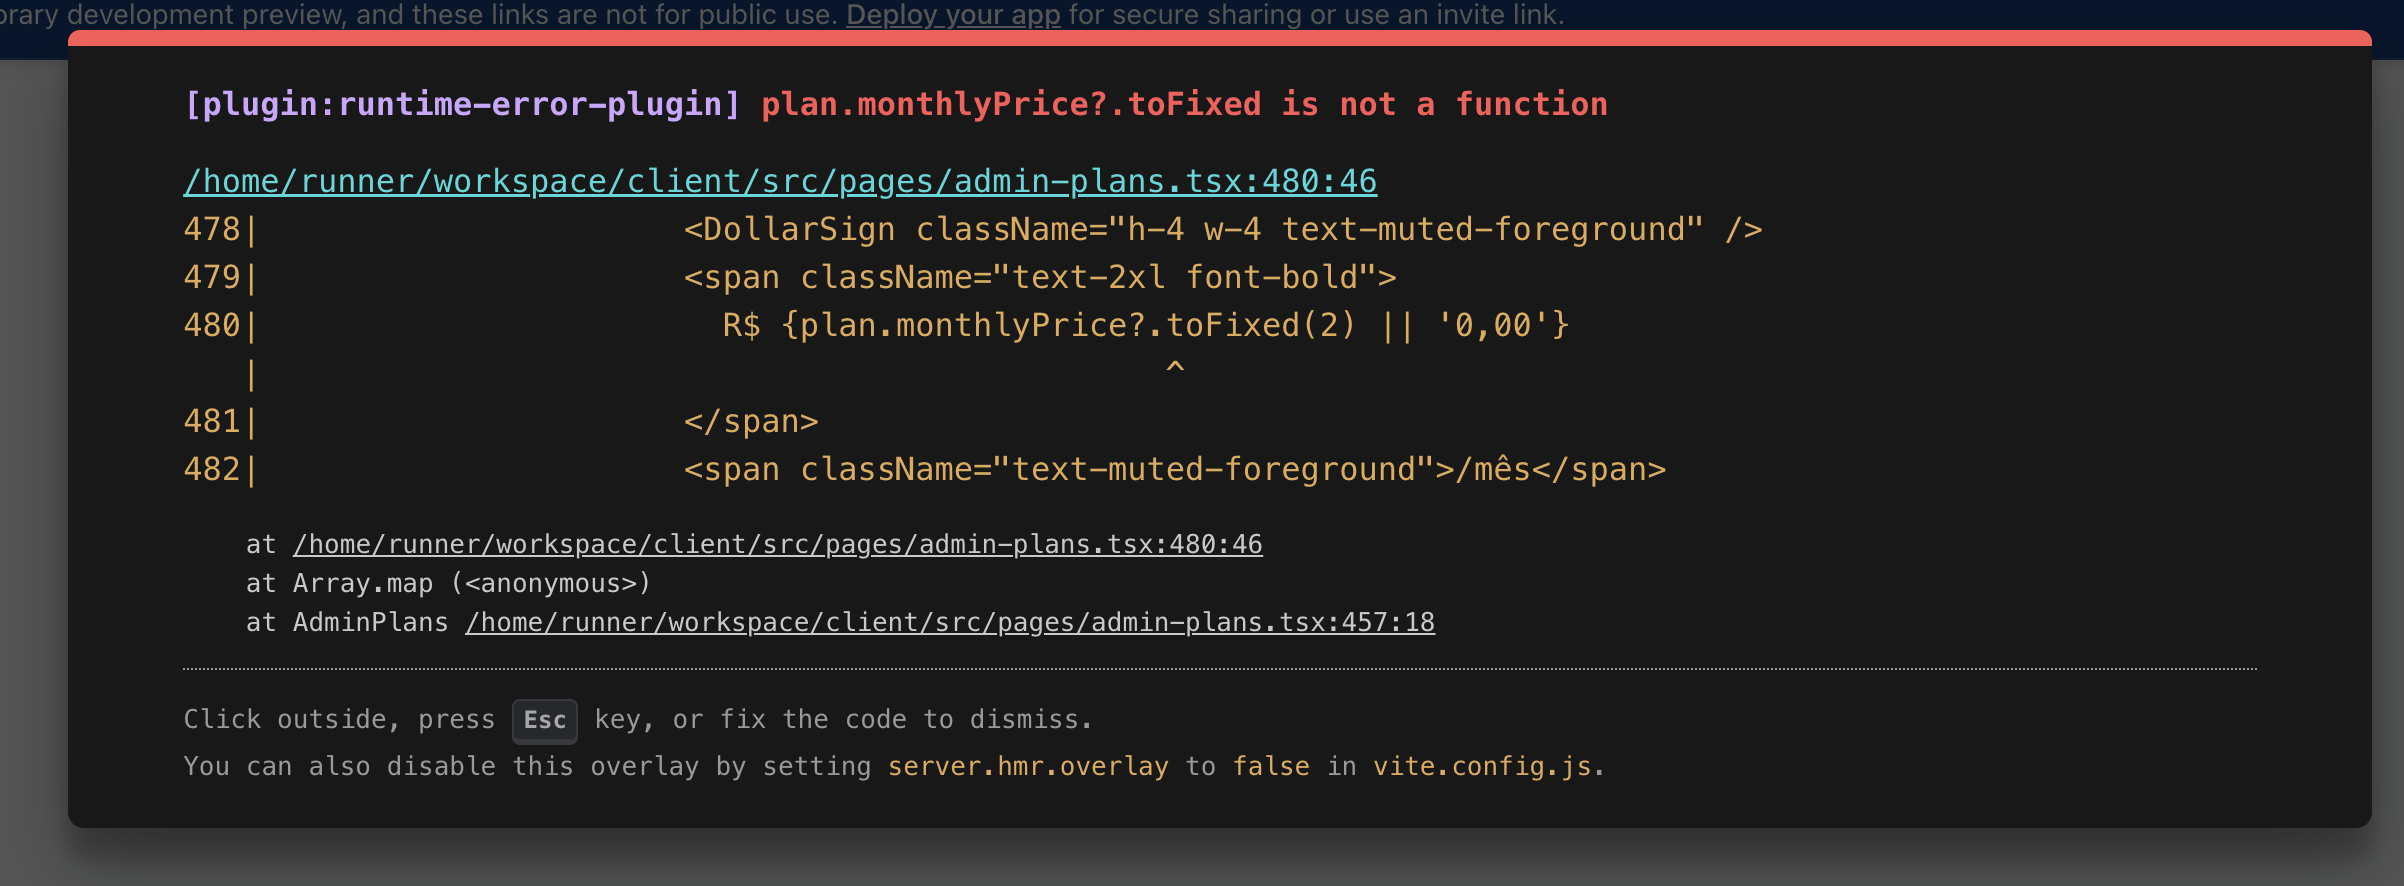 orary development preview, and these links are not for public use. Deploy your app for secure sharing or use an invite link.
[plugin:runtime-error-plugin] plan.monthlyPrice?.toFixed is not a function
/home/runner/workspace/client/src/pages/admin-plans.tsx:480:46
478|                      <DollarSign className="h-4 w-4 text-muted-foreground" />
479|                      <span className="text-2xl font-bold">
480|                        R$ {plan.monthlyPrice?.toFixed(2) || '0,00'}
   |                                               ^
481|                      </span>
482|                      <span className="text-muted-foreground">/mês</span>
    at /home/runner/workspace/client/src/pages/admin-plans.tsx:480:46
    at Array.map (<anonymous>)
    at AdminPlans /home/runner/workspace/client/src/pages/admin-plans.tsx:457:18
Click outside, press Esc key, or fix the code to dismiss.
You can also disable this overlay by setting server.hmr.overlay to false in vite.config.js.